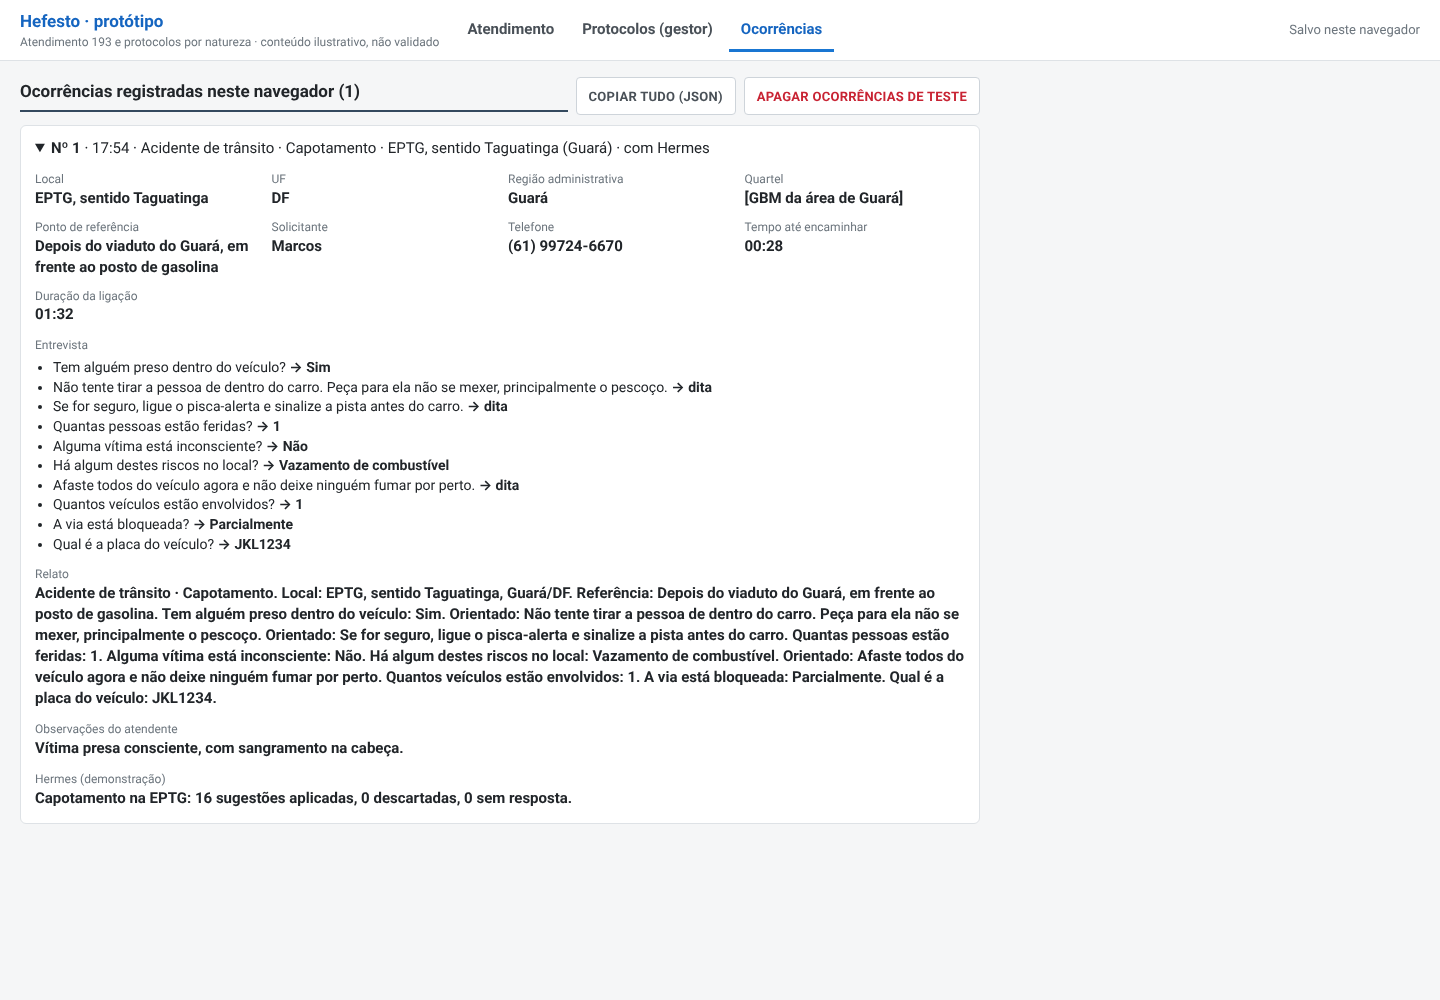 Hefesto · protótipo
Atendimento 193 e protocolos por natureza · conteúdo ilustrativo, não validado
Atendimento
Protocolos (gestor)
Ocorrências
Salvo neste navegador
Ocorrências registradas neste navegador (1)
COPIAR TUDO (JSON)
APAGAR OCORRÊNCIAS DE TESTE
▼ Nº 1 · 17:54 · Acidente de trânsito · Capotamento · EPTG, sentido Taguatinga (Guará) · com Hermes
Local
EPTG, sentido Taguatinga
UF
DF
Região administrativa
Guará
Quartel
[GBM da área de Guará]
Ponto de referência
Depois do viaduto do Guará, em
frente ao posto de gasolina
Solicitante
Marcos
Telefone
(61) 99724-6670
Tempo até encaminhar
00:28
Duração da ligação
01:32
Entrevista
• Tem alguém preso dentro do veículo? → Sim
• Não tente tirar a pessoa de dentro do carro. Peça para ela não se mexer, principalmente o pescoço. → dita
• Se for seguro, ligue o pisca-alerta e sinalize a pista antes do carro. → dita
• Quantas pessoas estão feridas? → 1
• Alguma vítima está inconsciente? → Não
• Há algum destes riscos no local? → Vazamento de combustível
• Afaste todos do veículo agora e não deixe ninguém fumar por perto. → dita
• Quantos veículos estão envolvidos? → 1
• A via está bloqueada? → Parcialmente
• Qual é a placa do veículo? → JKL1234
Relato
Acidente de trânsito · Capotamento. Local: EPTG, sentido Taguatinga, Guará/DF. Referência: Depois do viaduto do Guará, em frente ao
posto de gasolina. Tem alguém preso dentro do veículo: Sim. Orientado: Não tente tirar a pessoa de dentro do carro. Peça para ela não se
mexer, principalmente o pescoço. Orientado: Se for seguro, ligue o pisca-alerta e sinalize a pista antes do carro. Quantas pessoas estão
feridas: 1. Alguma vítima está inconsciente: Não. Há algum destes riscos no local: Vazamento de combustível. Orientado: Afaste todos do
veículo agora e não deixe ninguém fumar por perto. Quantos veículos estão envolvidos: 1. A via está bloqueada: Parcialmente. Qual é a
placa do veículo: JKL1234.
Observações do atendente
Vítima presa consciente, com sangramento na cabeça.
Hermes (demonstração)
Capotamento na EPTG: 16 sugestões aplicadas, 0 descartadas, 0 sem resposta.